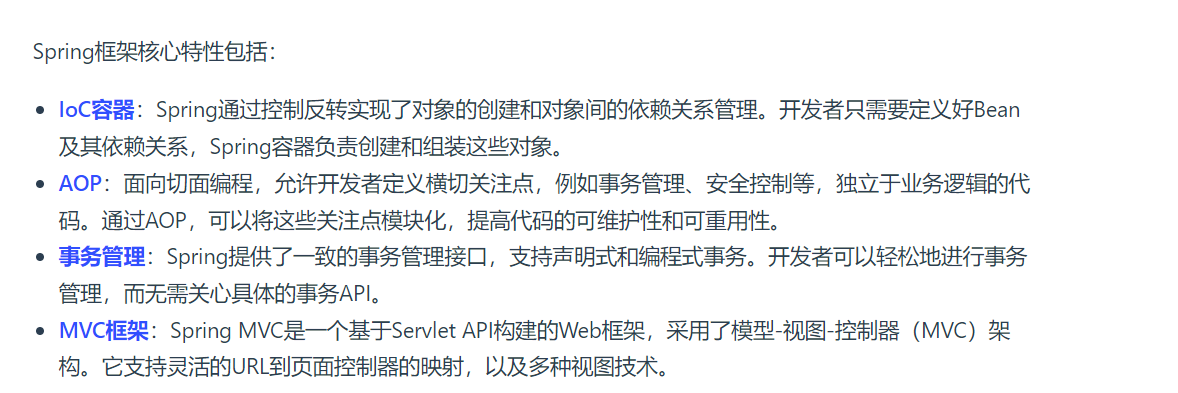 Spring框架核心特性包括：
IoC容器：Spring通过控制反转实现了对象的创建和对象间的依赖关系管理。开发者只需要定义好Bean
及其依赖关系，Spring容器负责创建和组装这些对象。
AOP：面向切面编程，允许开发者定义横切关注点，例如事务管理、安全控制等，独立于业务逻辑的代
码。通过AOP，可以将这些关注点模块化，提高代码的可维护性和可重用性。
事务管理：Spring提供了一致的事务管理接口，支持声明式和编程式事务。开发者可以轻松地进行事务
管理，而无需关心具体的事务API。
MVC框架：Spring MVC是一个基于Servlet API构建的Web框架，采用了模型-视图-控制器（MVC）架
构。它支持灵活的URL到页面控制器的映射，以及多种视图技术。